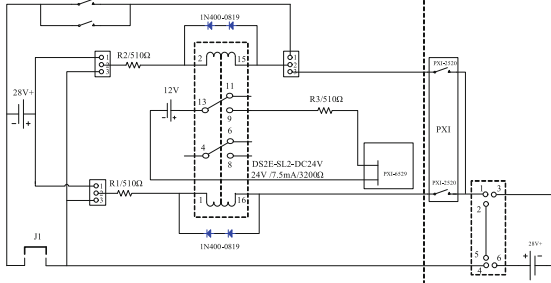 1N400-0819
1
2
3
R2/510Ω
2
15
1
2
3
28V+
- +
12V
- +
11
13
9
R3/510Ω
6
4
8
DS2E-SL2-DC24V
24V /7.5mA/3200Ω
PXI-2520
PXI
PXI-6529
PXI-2520
1
2
3
R1/510Ω
1
16
1N400-0819
J1
1
3
2
5
4
6
28V+
+ -